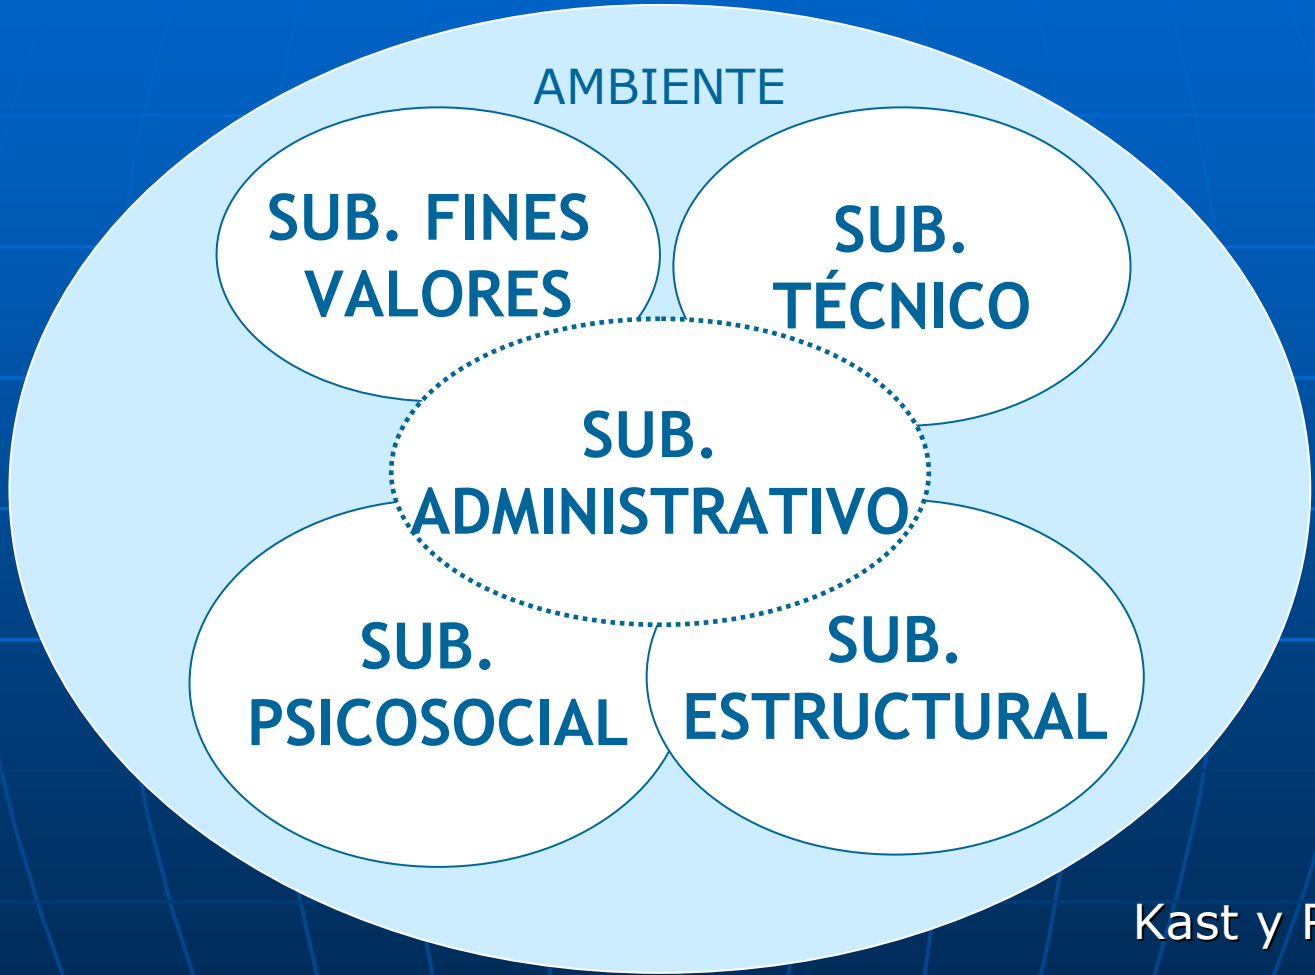 AMBIENTE
SUB. FINES
VALORES
SUB.
TÉCNICO
SUB.
ADMINISTRATIVO
SUB.
PSICOSOCIAL
SUB.
ESTRUCTURAL
Kast y